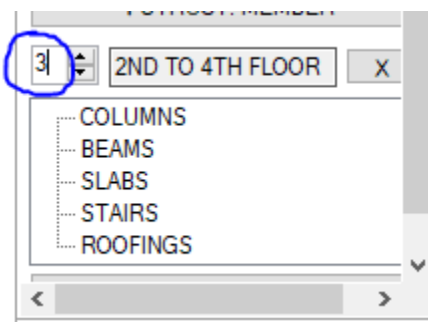 3 2ND TO 4TH FLOOR X
COLUMNS
BEAMS
SLABS
STAIRS
ROOFINGS